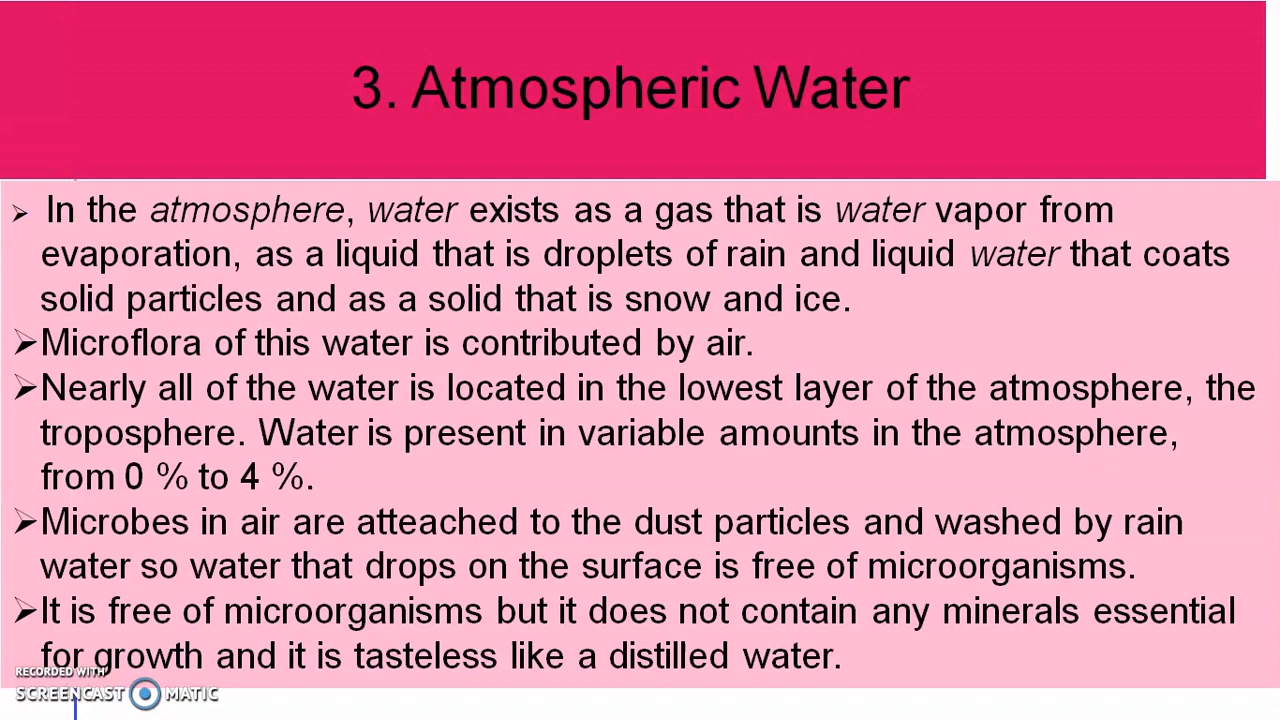 3. Atmospheric Water
➢ In the atmosphere, water exists as a gas that is water vapor from
evaporation, as a liquid that is droplets of rain and liquid water that coats
solid particles and as a solid that is snow and ice.
➢Microflora of this water is contributed by air.
➢Nearly all of the water is located in the lowest layer of the atmosphere, the
troposphere. Water is present in variable amounts in the atmosphere,
from 0 % to 4 %.
➢Microbes in air are atteached to the dust particles and washed by rain
water so water that drops on the surface is free of microorganisms.
➢It is free of microorganisms but it does not contain any minerals essential
for growth and it is tasteless like a distilled water.
RECORDED WITH
SCREENCAST MATIC